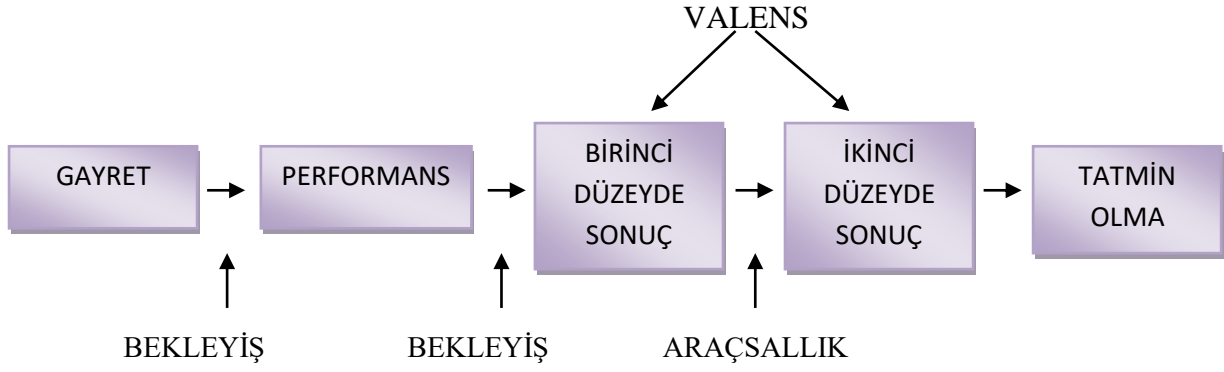 VALENS
GAYRET
PERFORMANS
BİRİNCİ
DÜZEYDE
SONUÇ
İKİNCİ
DÜZEYDE
SONUÇ
TATMİN
OLMA
BEKLEYİŞ
BEKLEYİŞ
ARAÇSALLIK